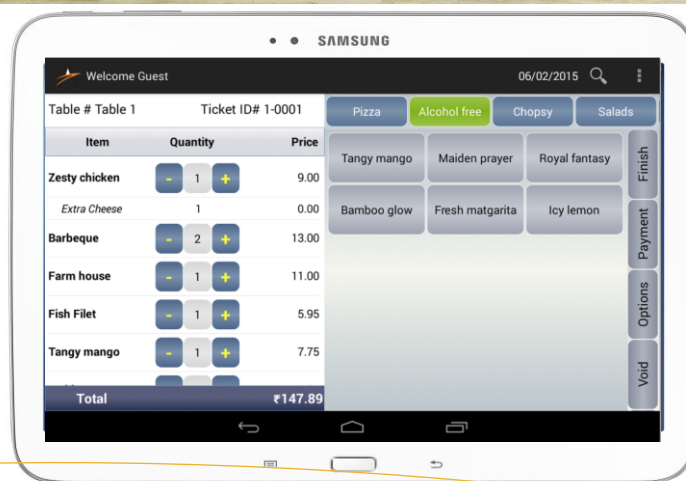 SAMSUNG
Welcome Guest 06/02/2015
Table # Table 1 Ticket ID# 1-0001
Pizza Alcohol free Chopsy Salads
Item Quantity Price
Zesty chicken - 1 + 9.00
Extra Cheese 1 0.00
Barbeque - 2 + 13.00
Farm house - 1 + 11.00
Fish Filet - 1 + 5.95
Tangy mango - 1 + 7.75
Total ₹147.89
Tangy mango Maiden prayer Royal fantasy
Bamboo glow Fresh matgarita Icy lemon
Finish
Payment
Options
Void